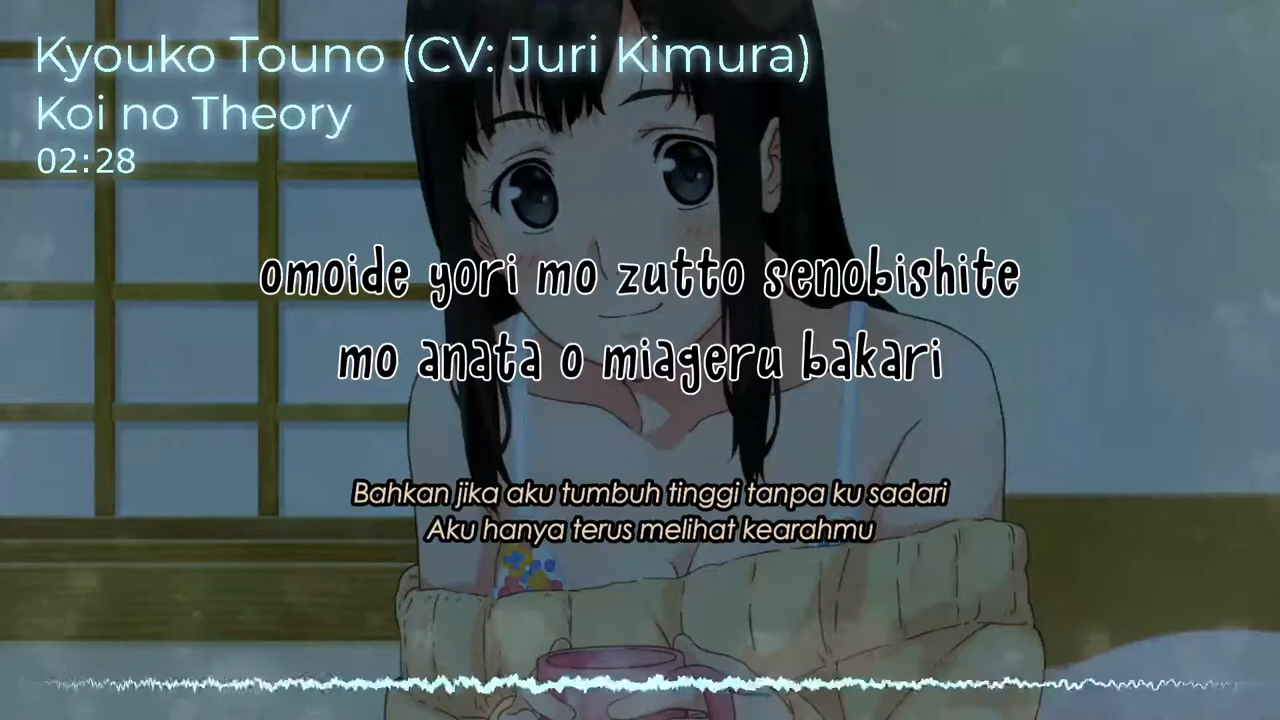 Kyouko Touno (CV: Juri Kimura)
Koi no Theory
02:28
omoide yori mo zutto senobishite
mo anata o miageru bakari
Bahkan jika aku tumbuh tinggi tanpa ku sadari
Aku hanya terus melihat kearahmu